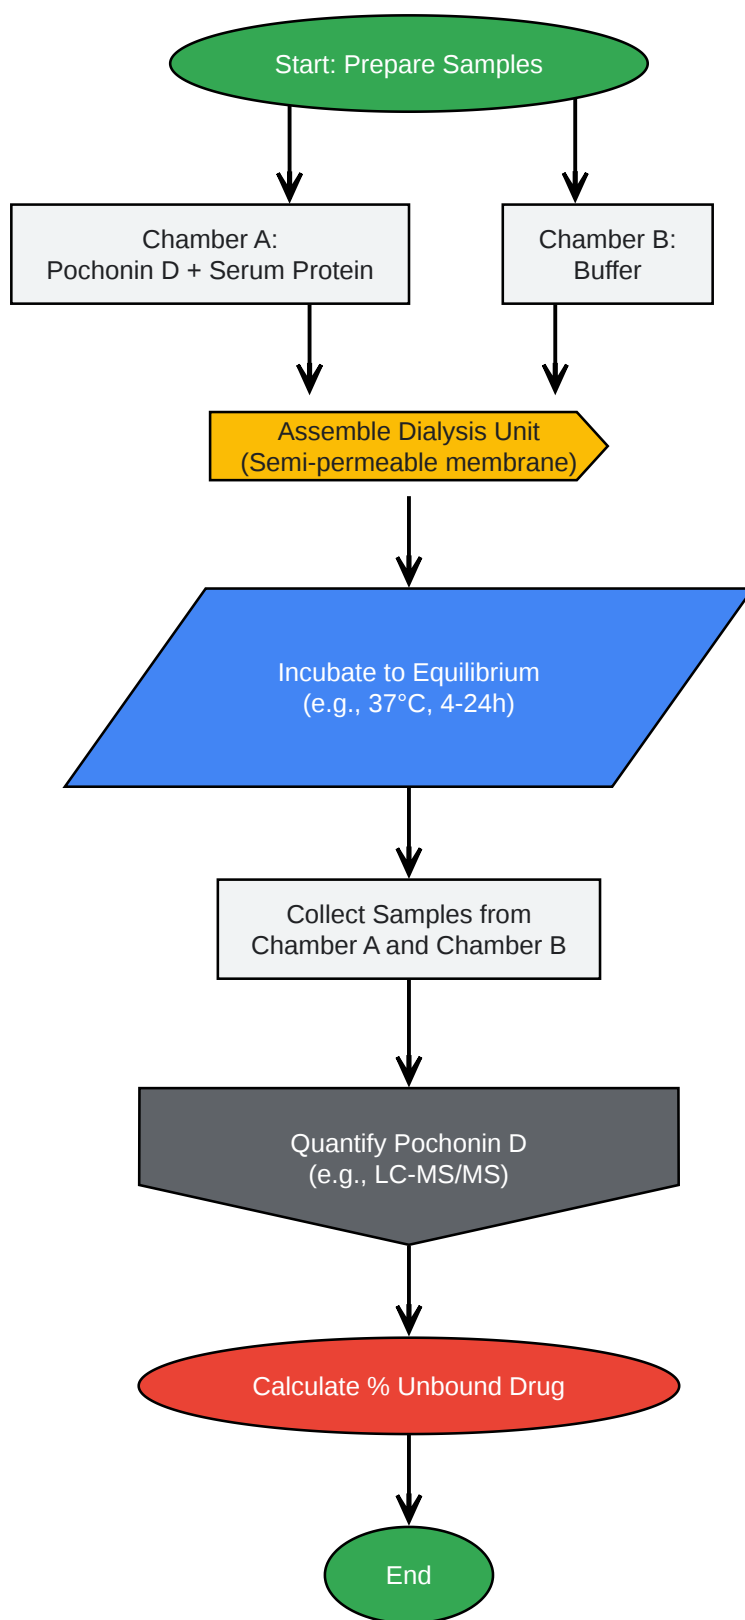 Start: Prepare Samples
Chamber A:
Pochonin D + Serum Protein
Chamber B:
Buffer
Assemble Dialysis Unit
(Semi-permeable membrane)
Incubate to Equilibrium
(e.g., 37°C, 4-24h)
Collect Samples from
Chamber A and Chamber B
Quantify Pochonin D
(e.g., LC-MS/MS)
Calculate % Unbound Drug
End